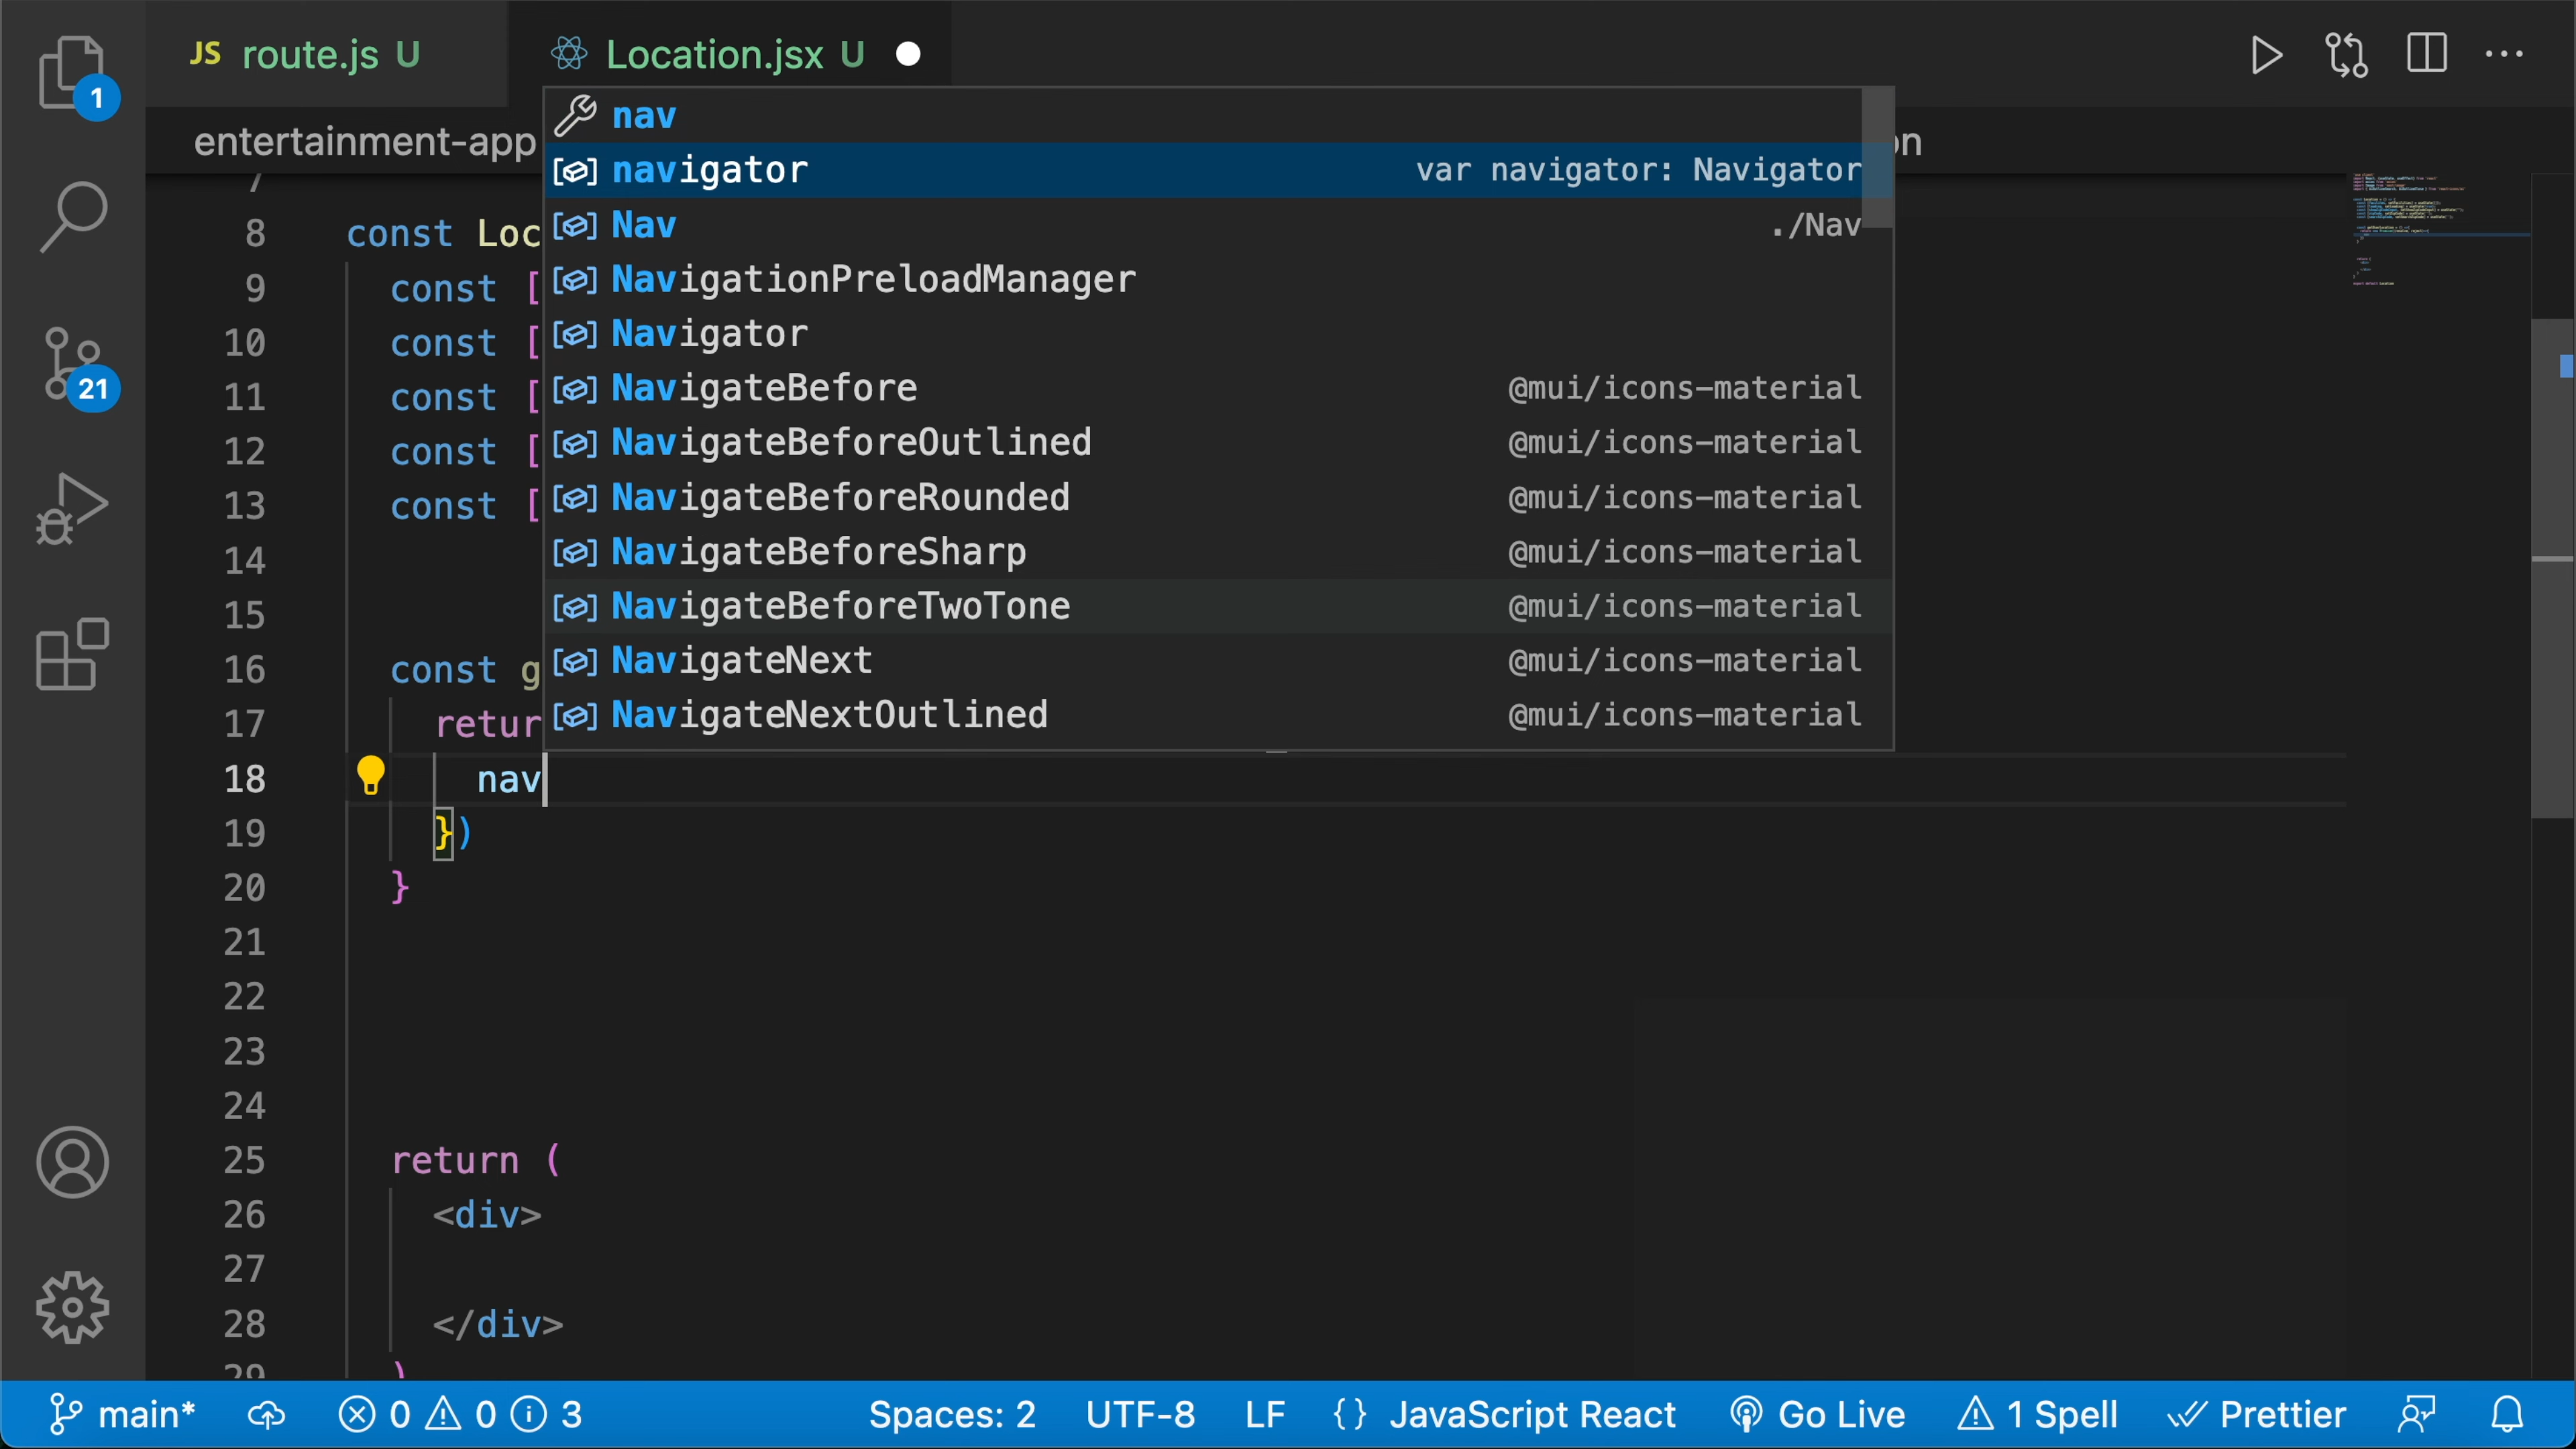 1
JS route.js U
Location.jsx U
entertainment-app
on
nav
navigator var navigator: Navigator
Nav ./Nav
NavigationPreloadManager
Navigator
NavigateBefore @mui/icons-material
NavigateBeforeOutlined @mui/icons-material
NavigateBeforeRounded @mui/icons-material
NavigateBeforeSharp @mui/icons-material
NavigateBeforeTwoTone @mui/icons-material
NavigateNext @mui/icons-material
NavigateNextOutlined @mui/icons-material
7
8 const Loc
9 const [
10 const [
11 const [
12 const [
13 const [
14
15
16 const g
17 retur
18 nav
19 })
20 }
21
22
23
24
25 return (
26 <div>
27
28 </div>
29 )
21
main* 0 0 3 Spaces: 2 UTF-8 LF {} JavaScript React Go Live 1 Spell Prettier